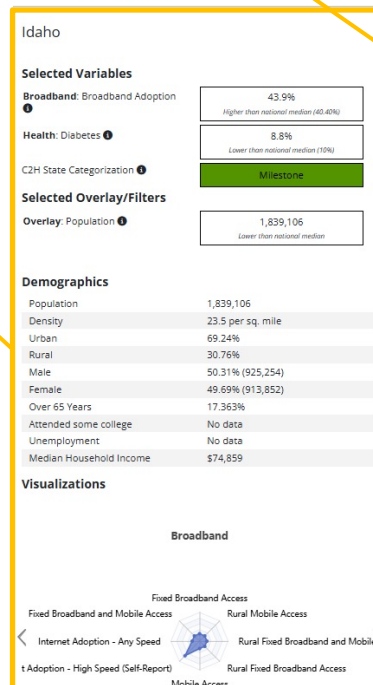 Idaho
Selected Variables
Broadband: Broadband Adoption
43.9%
Higher than national median (40.40%)
Health: Diabetes
8.8%
Lower than national median (10%)
C2H State Categorization
Milestone
Selected Overlay/Filters
Overlay: Population
1,839,106
Lower than national median
Demographics
Population 1,839,106
Density 23.5 per sq. mile
Urban 69.24%
Rural 30.76%
Male 50.31% (925,254)
Female 49.69% (913,852)
Over 65 Years 17.363%
Attended some college No data
Unemployment No data
Median Household Income $74,859
Visualizations
Broadband
Fixed Broadband Access
Fixed Broadband and Mobile Access Rural Mobile Access
Internet Adoption - Any Speed Rural Fixed Broadband and Mobile
t Adoption - High Speed (Self-Report) Rural Fixed Broadband Access
Mobile Access